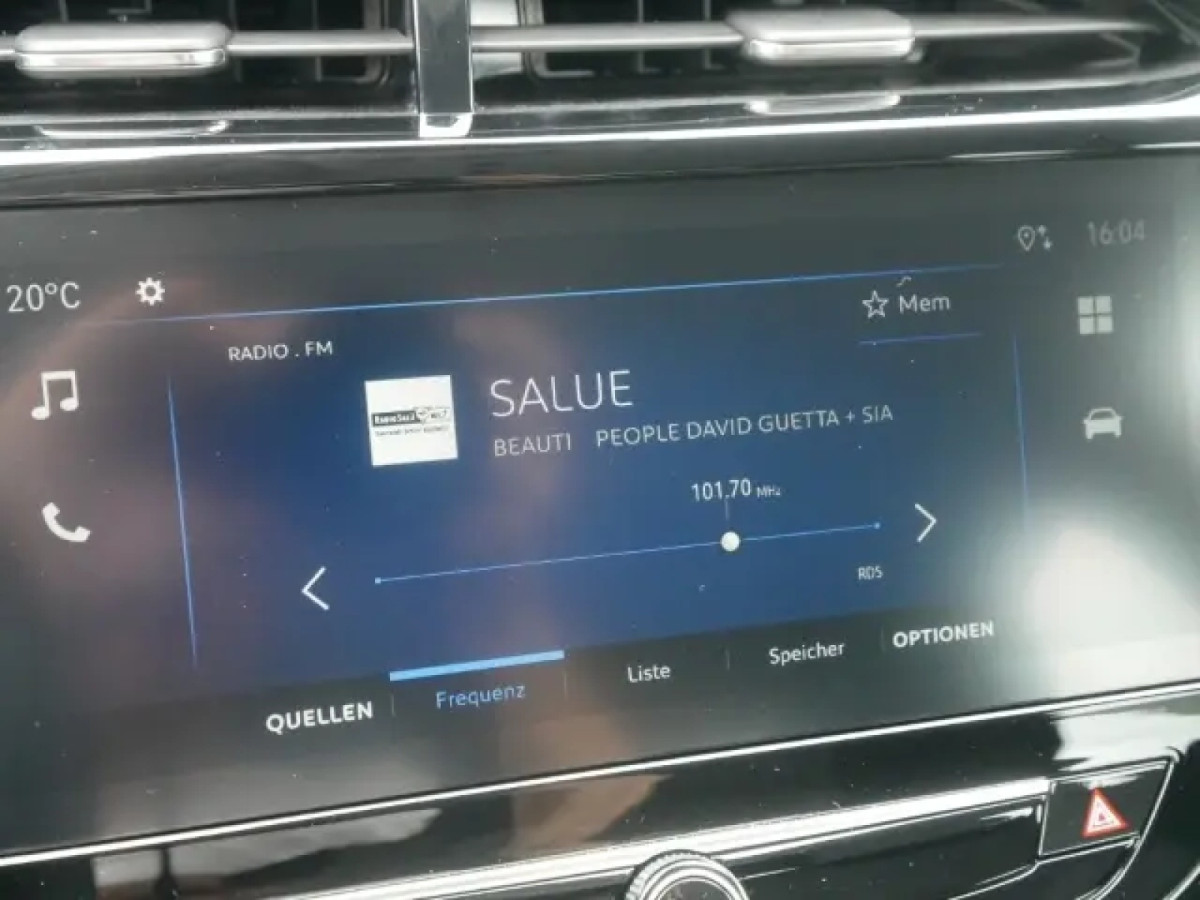 20°C
16:04
Mem
RADIO . FM
SALUE
BEAUTI PEOPLE DAVID GUETTA + SIA
101.70 MHz
RDS
QUELLEN Frequenz Liste Speicher OPTIONEN